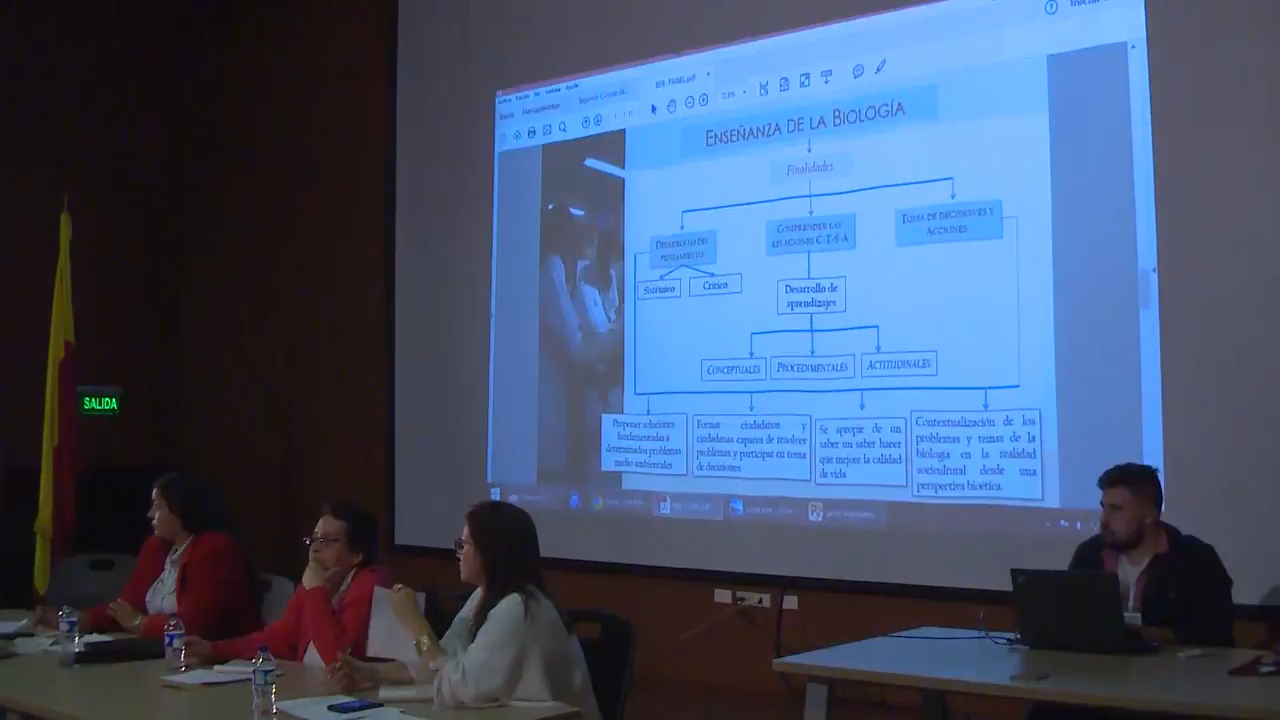 Inicio
Herramientas
ENSEÑANZA DE LA BIOLOGÍA
Finalidades
DESARROLLO DEL
PENSAMIENTO
COMPRENDER LAS
RELACIONES C-T-S-A
TOMA DE DECISIONES Y
ACCIONES
Sistémico
Crítico
Desarrollo de
aprendizajes
CONCEPTUALES
PROCEDIMENTALES
ACTITUDINALES
Proponer soluciones
fundamentadas a
determinados problemas
medio ambientales
Formar ciudadanos y
ciudadanas capaces de resolver
problemas y participar en toma
de decisiones
Se apropie de un
saber un saber hacer
que mejore la calidad
de vida
Contextualización de los
problemas y temas de la
biología en la realidad
sociocultural desde una
perspectiva bioética.
SALIDA